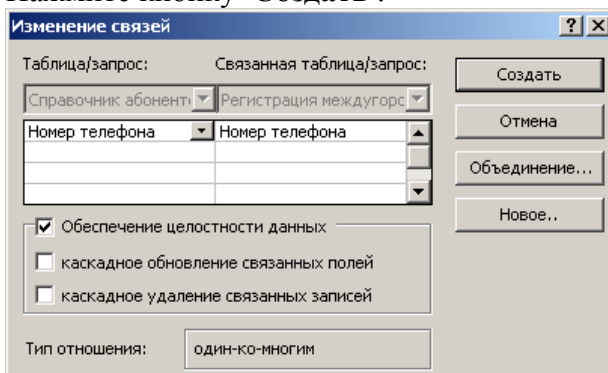 Нажмите кнопку "Создать".
Изменение связей
Таблица/запрос: Связанная таблица/запрос:
Создать
Справочник абонент Регистрация междугорс
Номер телефона Номер телефона
Отмена
Объединение...
Новое..
Обеспечение целостности данных
каскадное обновление связанных полей
каскадное удаление связанных записей
Тип отношения: один-ко-многим